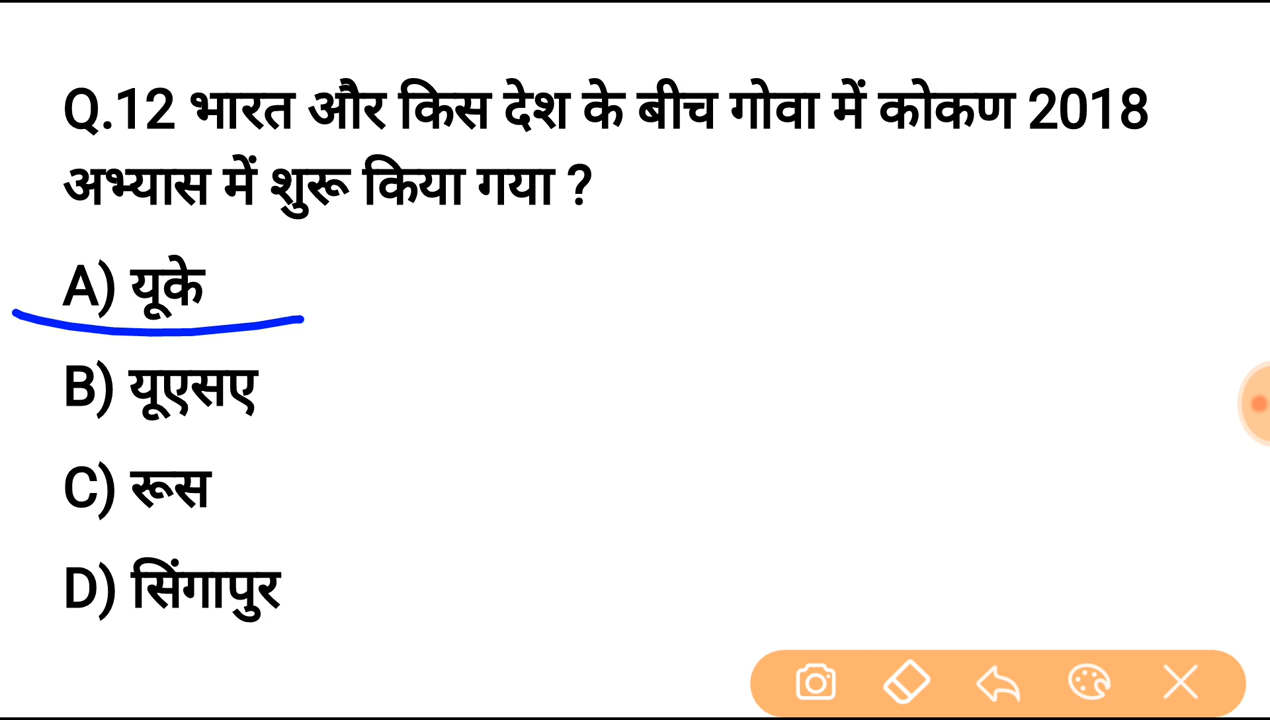 Q.12 भारत और किस देश के बीच गोवा में कोकण 2018
अभ्यास में शुरू किया गया ?
A) यूके
B) यूएसए
C) रूस
D) सिंगापुर